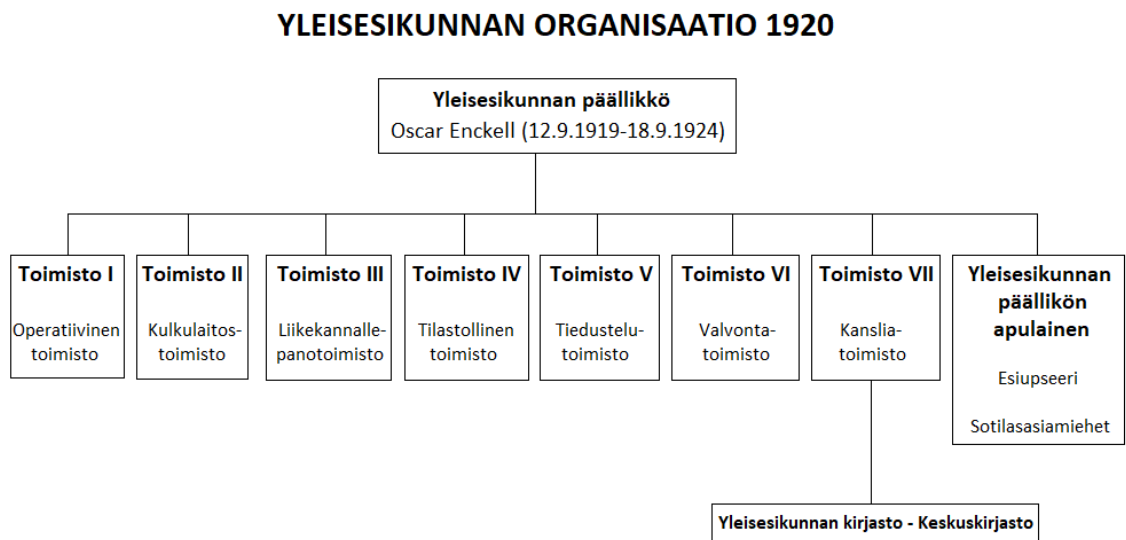 YLEISESIKUNNAN ORGANISAATIO 1920
Yleisesikunnan päällikkö
Oscar Enckell (12.9.1919-18.9.1924)
Toimisto I
Operatiivinen
toimisto
Toimisto II
Kulkulaitos-
toimisto
Toimisto III
Liikekannalle-
panotoimisto
Toimisto IV
Tilastollinen
toimisto
Toimisto V
Tiedustelu-
toimisto
Toimisto VI
Valvonta-
toimisto
Toimisto VII
Kanslia-
toimisto
Yleisesikunnan
päällikön
apulainen
Esiupseeri
Sotilasasiamiehet
Yleisesikunnan kirjasto - Keskuskirjasto